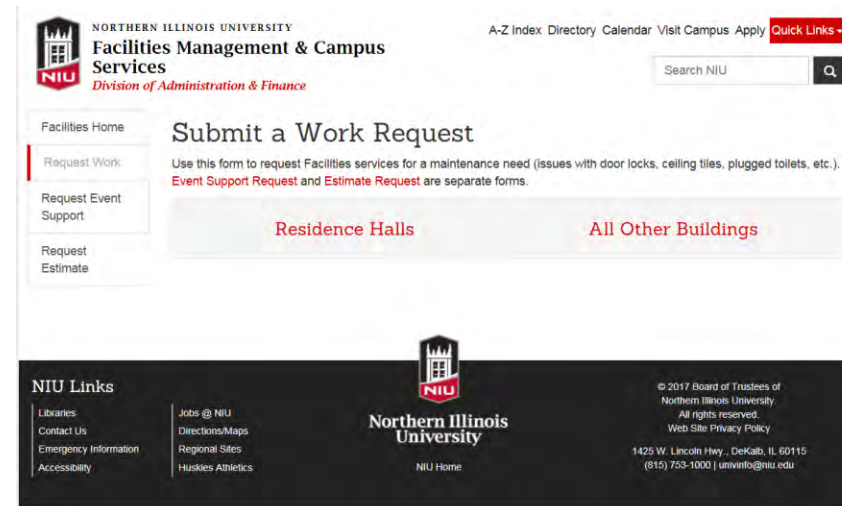 NORTHERN ILLINOIS UNIVERSITY
Facilities Management & Campus
Services
Division of Administration & Finance
A-Z Index Directory Calendar Visit Campus Apply Quick Links
Search NIU
NIU
Facilities Home
Request Work
Request Event
Support
Request
Estimate
Submit a Work Request
Use this form to request Facilities services for a maintenance need (issues with door locks, ceiling tiles, plugged toilets, etc.).
Event Support Request and Estimate Request are separate forms.
Residence Halls
All Other Buildings
NIU Links
Libraries
Contact Us
Emergency Information
Accessibility
Jobs @ NIU
Directions/Maps
Regional Sites
Huskies Athletics
NIU
Northern Illinois
University
NIU Home
© 2017 Board of Trustees of
Northern Illinois University.
All rights reserved.
Web Site Privacy Policy
1425 W. Lincoln Hwy., DeKalb, IL 60115
(815) 753-1000 | univinfo@niu.edu